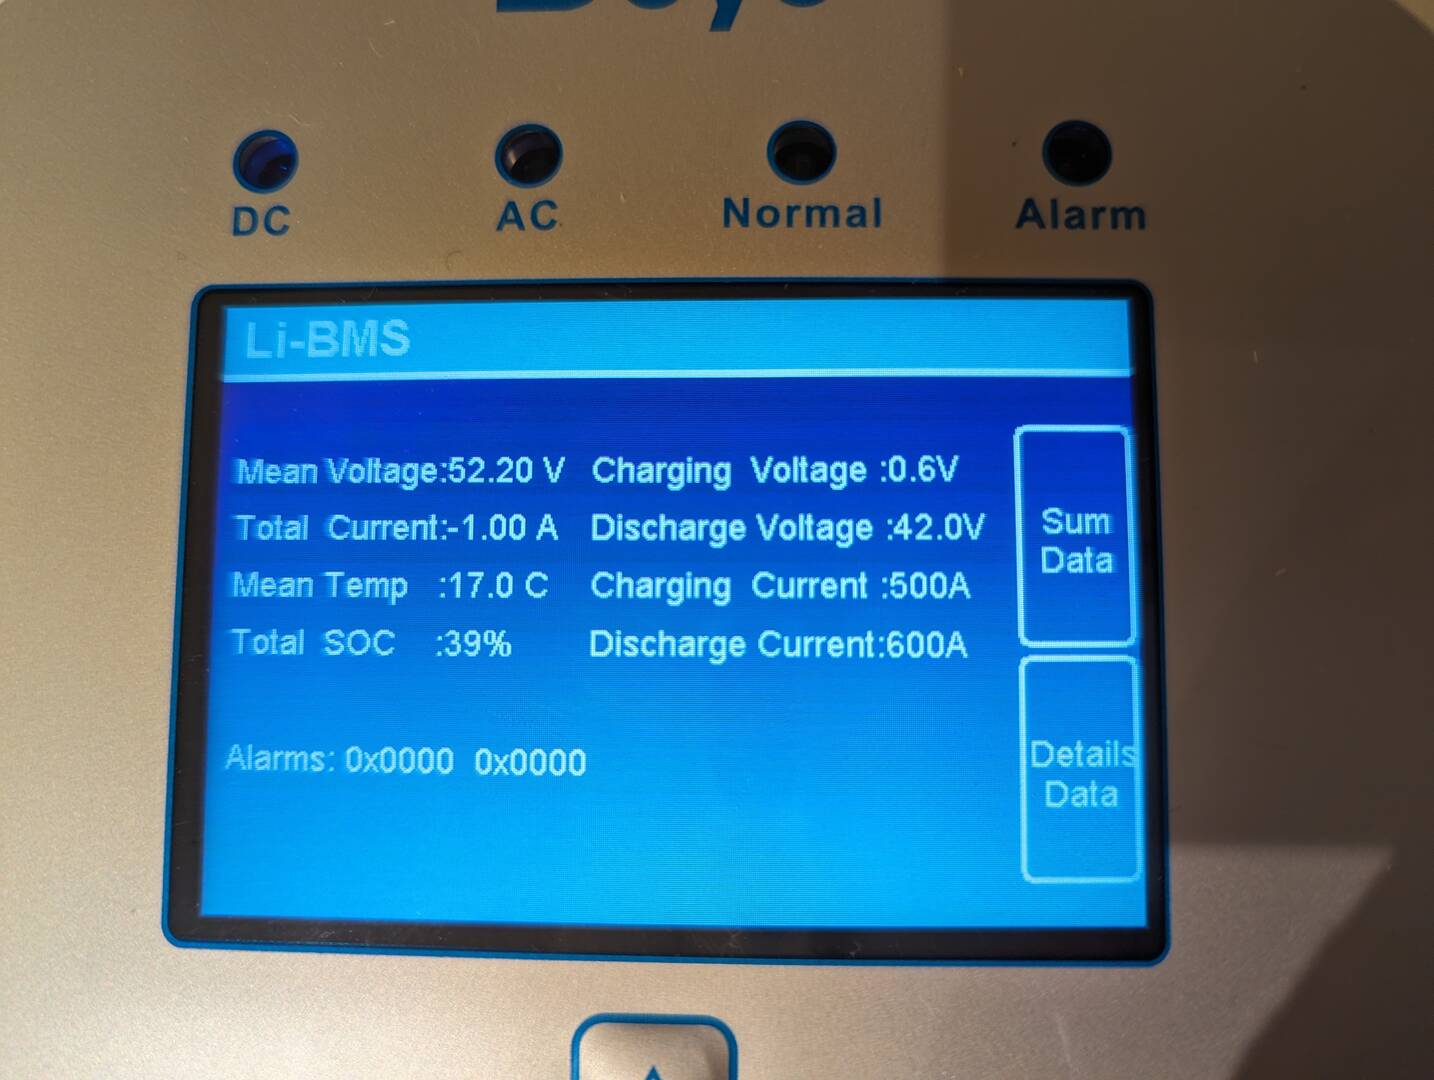 DC AC Normal Alarm
Li-BMS
Mean Voltage:52.20 V Charging Voltage :0.6V
Total Current:-1.00 A Discharge Voltage :42.0V
Mean Temp :17.0 C Charging Current :500A
Total SOC :39% Discharge Current:600A
Alarms: 0x0000 0x0000
Sum
Data
Details
Data